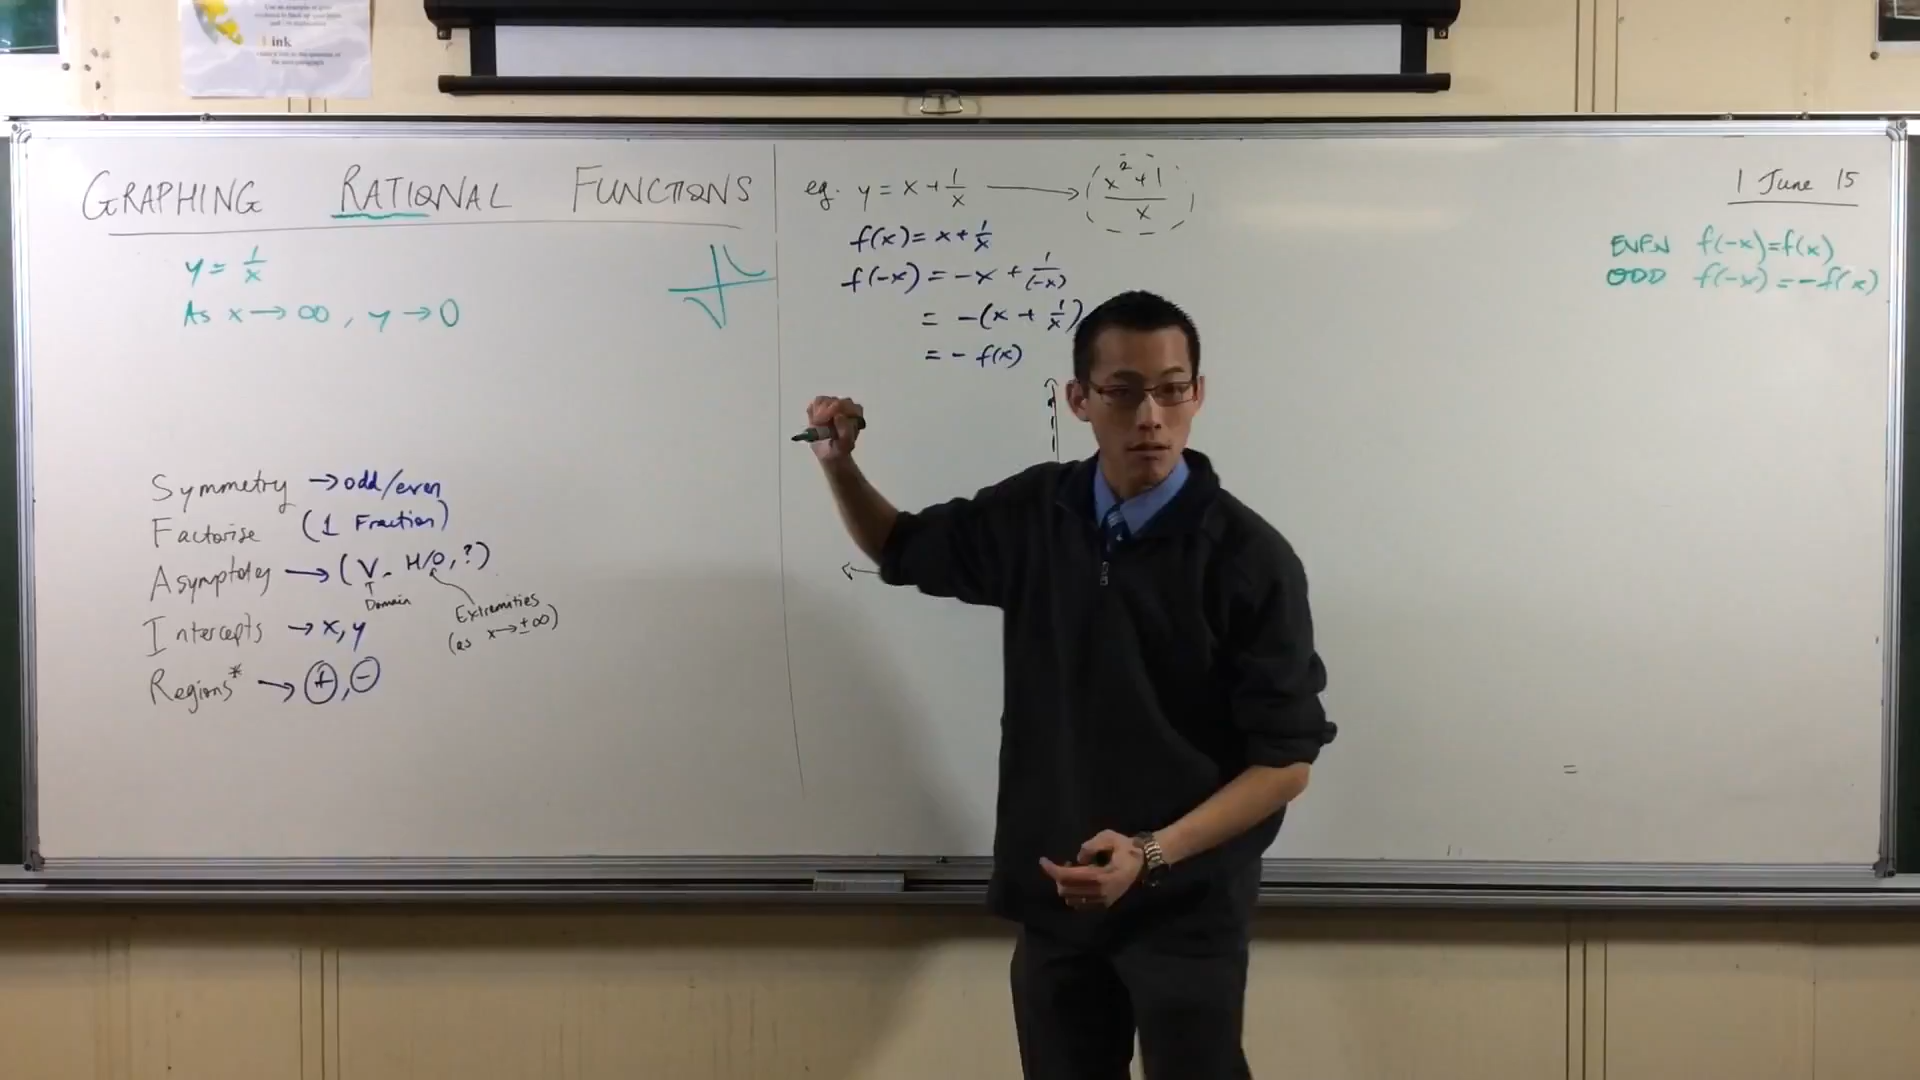 ink
GRAPHING RATIONAL FUNCTIONS
y = 1/x
As x → ∞, y → 0
Symmetry → odd/even
Factorise (1 Fraction)
Asymptotes → (V, H/O, ?)
Domain
Extremities
(as x → ±∞)
Intercepts → x, y
Regions* → +, -
eg. y = x + 1/x → (x² + 1)/x
f(x) = x + 1/x
f(-x) = -x + 1/(-x)
= -(x + 1/x)
= - f(x)
1 June 15
EVEN f(-x) = f(x)
ODD f(-x) = -f(x)
=